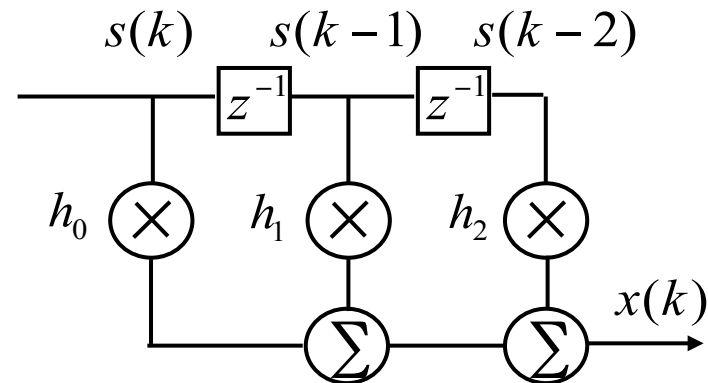 s(k) s(k−1) s(k−2)
z⁻¹ z⁻¹
h₀ × h₁ × h₂ ×
x(k)
Σ Σ